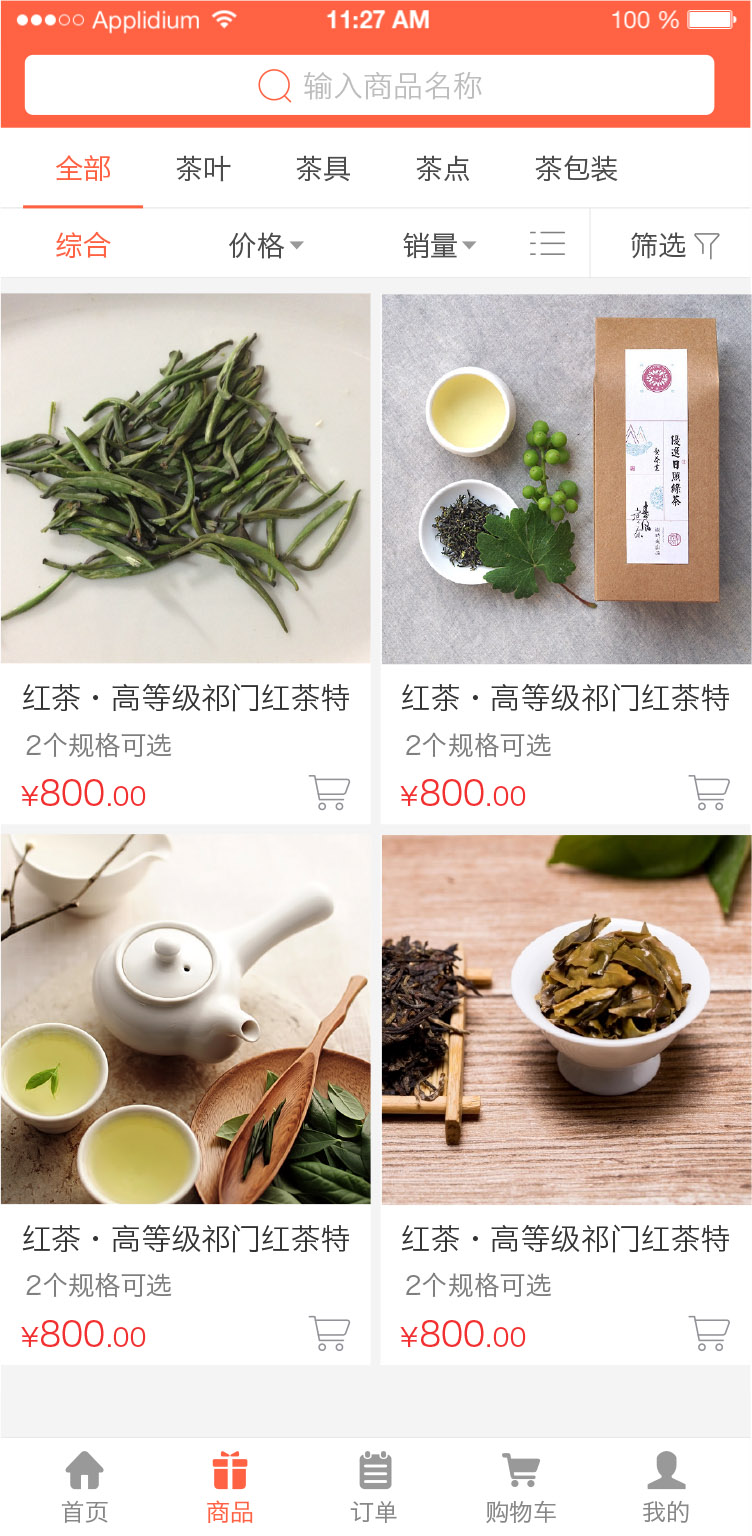 Applidium 11:27 AM 100 %
输入商品名称
全部 茶叶 茶具 茶点 茶包装
综合 价格 销量 筛选
優選日照綠茶
红茶·高等级祁门红茶特 红茶·高等级祁门红茶特
2个规格可选 2个规格可选
¥800.00 ¥800.00
红茶·高等级祁门红茶特 红茶·高等级祁门红茶特
2个规格可选 2个规格可选
¥800.00 ¥800.00
首页 商品 订单 购物车 我的